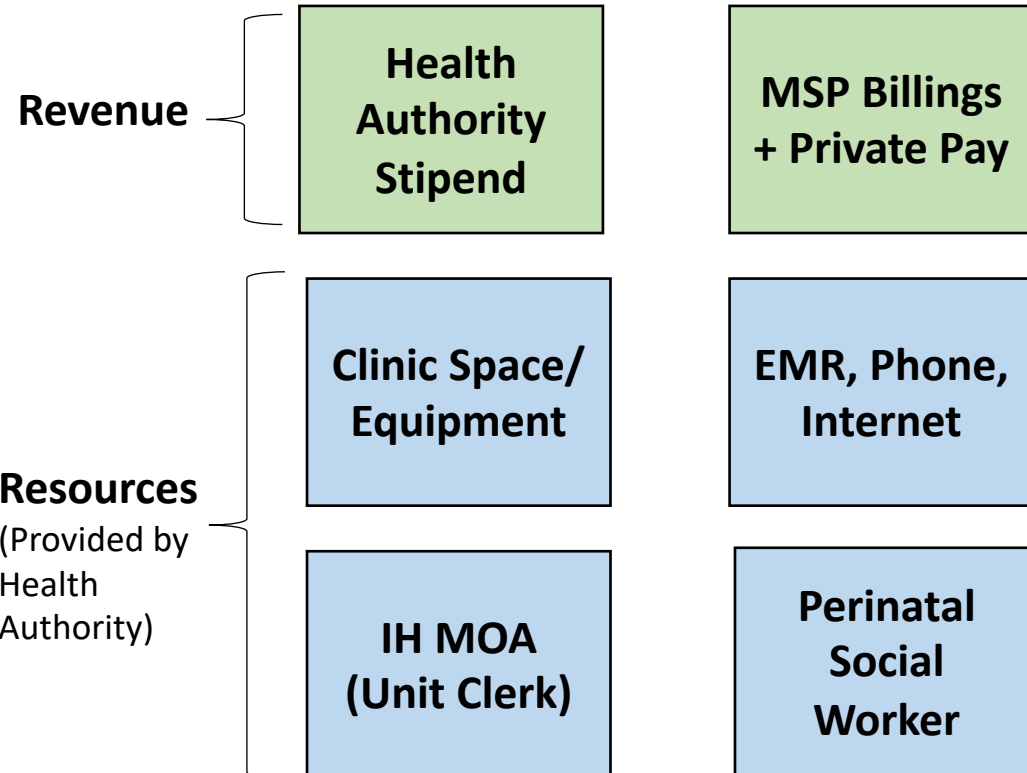 Revenue
Health
Authority
Stipend
MSP Billings
+ Private Pay
Resources
(Provided by
Health
Authority)
Clinic Space/
Equipment
EMR, Phone,
Internet
IH MOA
(Unit Clerk)
Perinatal
Social
Worker